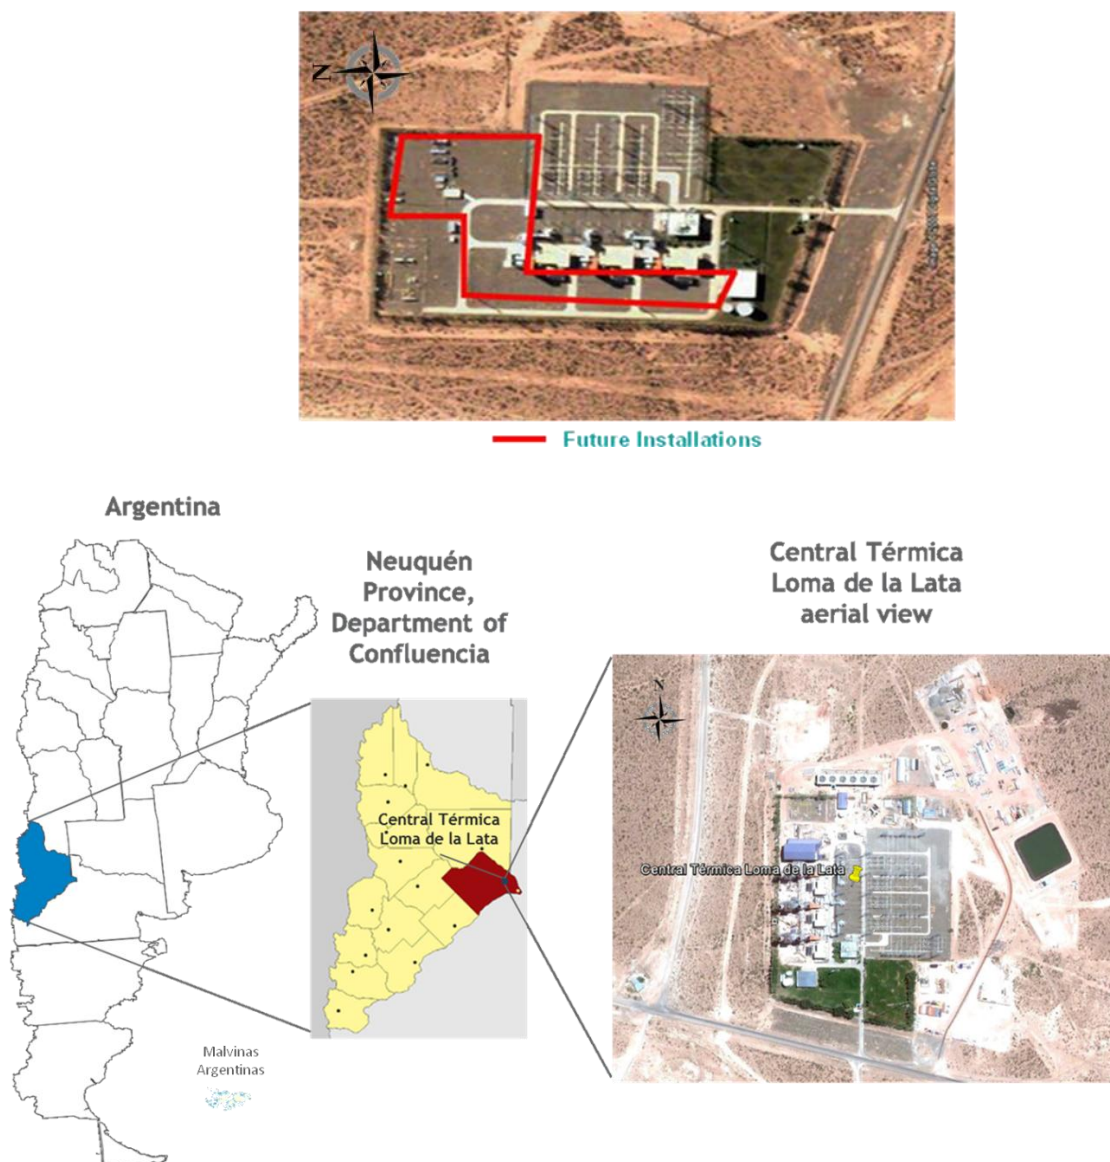 N
Future Installations
Argentina
Neuquén
Province,
Department of
Confluencia
Central Térmica
Loma de la Lata
aerial view
Central Térmica
Loma de la Lata
N
Central Térmica Loma de la Lata
Malvinas
Argentinas